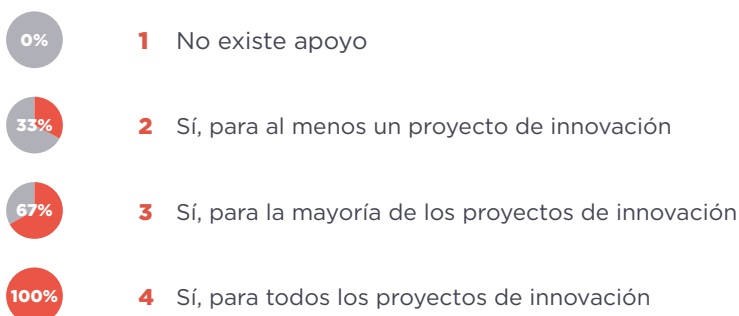 0% 1 No existe apoyo
33% 2 Sí, para al menos un proyecto de innovación
67% 3 Sí, para la mayoría de los proyectos de innovación
100% 4 Sí, para todos los proyectos de innovación